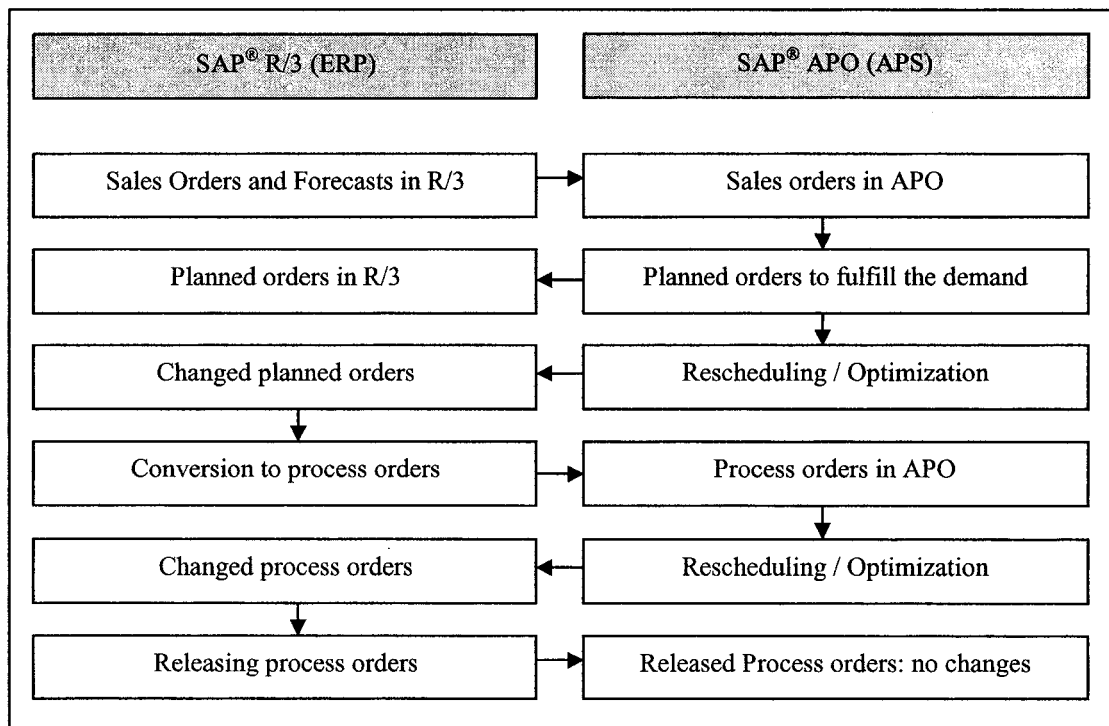 SAP® R/3 (ERP)
SAP® APO (APS)
Sales Orders and Forecasts in R/3
Sales orders in APO
Planned orders in R/3
Planned orders to fulfill the demand
Changed planned orders
Rescheduling / Optimization
Conversion to process orders
Process orders in APO
Changed process orders
Rescheduling / Optimization
Releasing process orders
Released Process orders: no changes